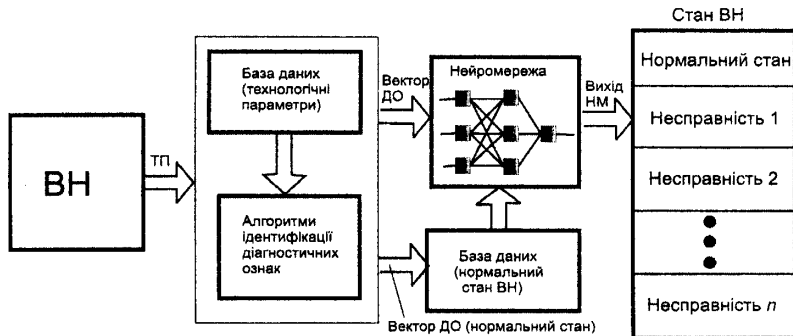 Стан ВН
База даних
(технологічні
параметри)
Вектор
ДО
Нейромережа
Вихід
НМ
Нормальний стан
Несправність 1
ВН
ТП
Несправність 2
Алгоритми
ідентифікації
діагностичних
ознак
База даних
(нормальний
стан ВН)
Вектор ДО (нормальний стан)
Несправність n